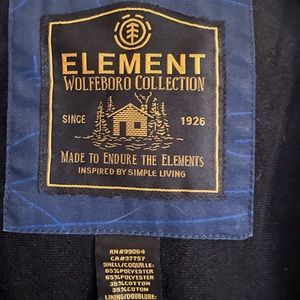 ELEMENT
WOLFEBORO COLLECTION
SINCE 1926
MADE TO ENDURE THE ELEMENTS
INSPIRED BY SIMPLE LIVING
RN#99064
CA#37757
SHELL/COQUILLE:
65%POLYESTER
65%POLYESTER
35%COTTON
35%COTON
LINING/DOUBLURE: